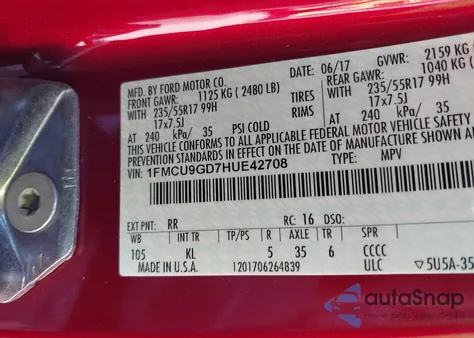 MFD. BY FORD MOTOR CO.
DATE: 06/17 GVWR: 2159 KG
FRONT GAWR: 1125 KG ( 2480 LB) REAR GAWR: 1040 KG (
WITH 235/55R17 99H TIRES WITH 235/55R17 99H
17x7.5J RIMS 17x7.5J
AT 240 kPa/ 35 PSI COLD AT 240 kPa/ 35
THIS VEHICLE CONFORMS TO ALL APPLICABLE FEDERAL MOTOR VEHICLE SAFETY
STANDARDS IN EFFECT ON THE DATE OF MANUFACTURE SHOWN
VIN: 1FMCU9GD7HUE42708
TYPE: MPV
EXT PNT: RR RC: 16 DSO:
WB INT TR TP/PS R AXLE TR SPR
105 KL 5 35 6 CCCC
MADE IN U.S.A. 1201706264839 ULC ▽5U5A-35
autoSnap